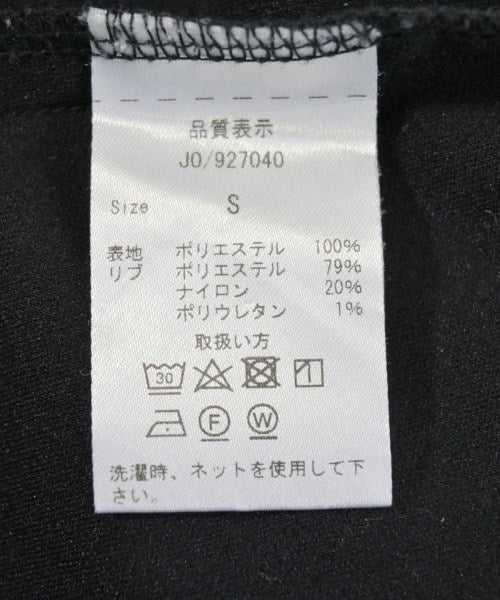 品質表示
JO/927040
Size S
表地 ポリエステル 100%
リブ ポリエステル 79%
ナイロン 20%
ポリウレタン 1%
取扱い方
30
F W
洗濯時、ネットを使用して下
さい。